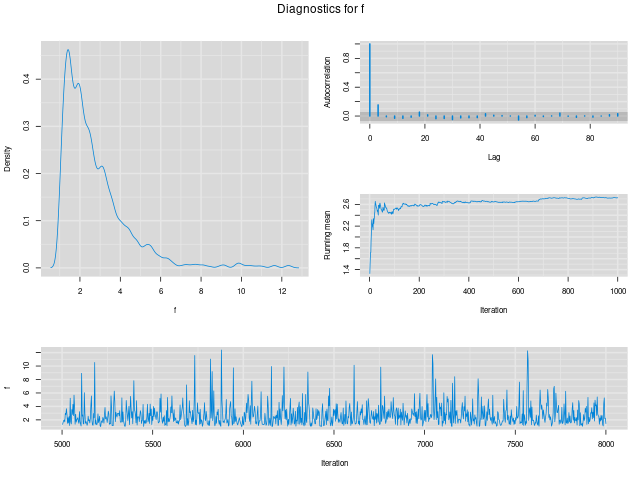 Diagnostics for f
Density
0.0 0.1 0.2 0.3 0.4
2 4 6 8 10 12
f
Autocorrelation
0.0 0.4 0.8
0 20 40 60 80
Lag
Running mean
1.4 1.8 2.2 2.6
0 200 400 600 800 1000
Iteration
f
2 4 6 8 10
5000 5500 6000 6500 7000 7500 8000
Iteration